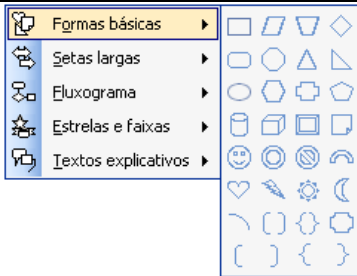 Formas básicas
Setas largas
Fluxograma
Estrelas e faixas
Textos explicativos